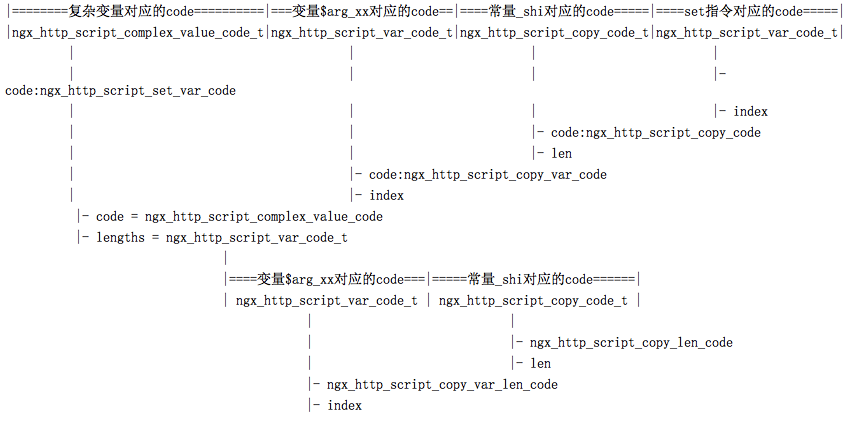 |========复杂变量对应的code==========|===变量$arg_xx对应的code==|====常量_shi对应的code=====|====set指令对应的code=====|
|ngx_http_script_complex_value_code_t|ngx_http_script_var_code_t|ngx_http_script_copy_code_t|ngx_http_script_var_code_t|
| | | |
| | | |-
code:ngx_http_script_set_var_code
| | | |- index
| | |- code:ngx_http_script_copy_code
| | |- len
| |- code:ngx_http_script_copy_var_code
| |- index
|- code = ngx_http_script_complex_value_code
|- lengths = ngx_http_script_var_code_t
|
|====变量$arg_xx对应的code===|=====常量_shi对应的code======|
| ngx_http_script_var_code_t | ngx_http_script_copy_code_t |
| |
| |- ngx_http_script_copy_len_code
| |- len
|- ngx_http_script_copy_var_len_code
|- index